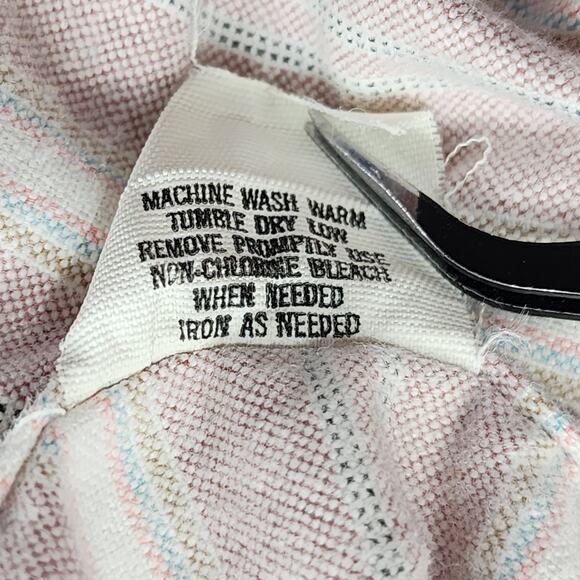 MACHINE WASH WARM
TUMBLE DRY LOW
REMOVE PROMPTLY USE
NON-CHLORINE BLEACH
WHEN NEEDED
IRON AS NEEDED